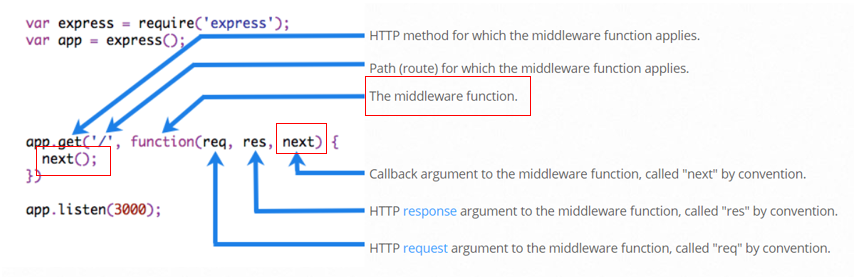 var express = require('express');
var app = express();
HTTP method for which the middleware function applies.
Path (route) for which the middleware function applies.
The middleware function.
app.get('/', function(req, res, next) {
next();
})
Callback argument to the middleware function, called "next" by convention.
app.listen(3000);
HTTP response argument to the middleware function, called "res" by convention.
HTTP request argument to the middleware function, called "req" by convention.